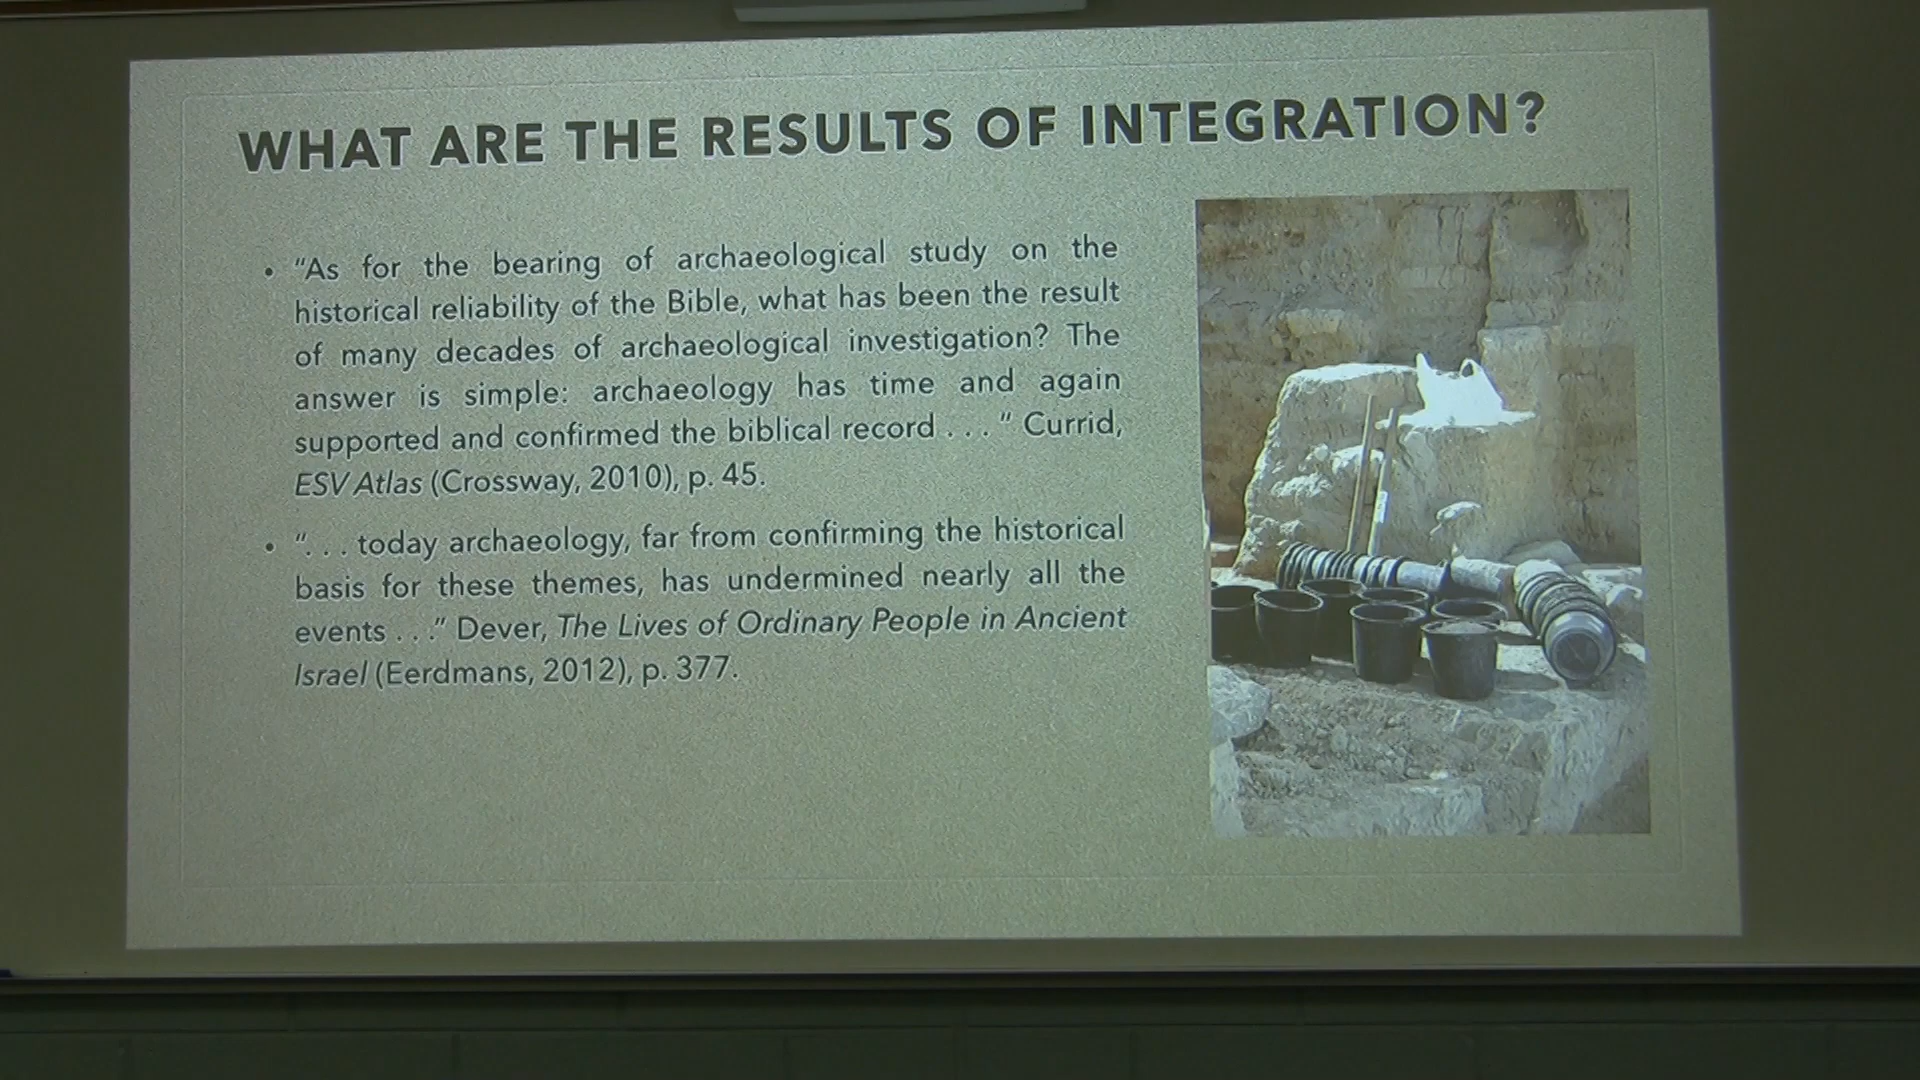 WHAT ARE THE RESULTS OF INTEGRATION?
• “As for the bearing of archaeological study on the
historical reliability of the Bible, what has been the result
of many decades of archaeological investigation? The
answer is simple: archaeology has time and again
supported and confirmed the biblical record . . . ” Currid,
ESV Atlas (Crossway, 2010), p. 45.
• “. . . today archaeology, far from confirming the historical
basis for these themes, has undermined nearly all the
events . . .” Dever, The Lives of Ordinary People in Ancient
Israel (Eerdmans, 2012), p. 377.